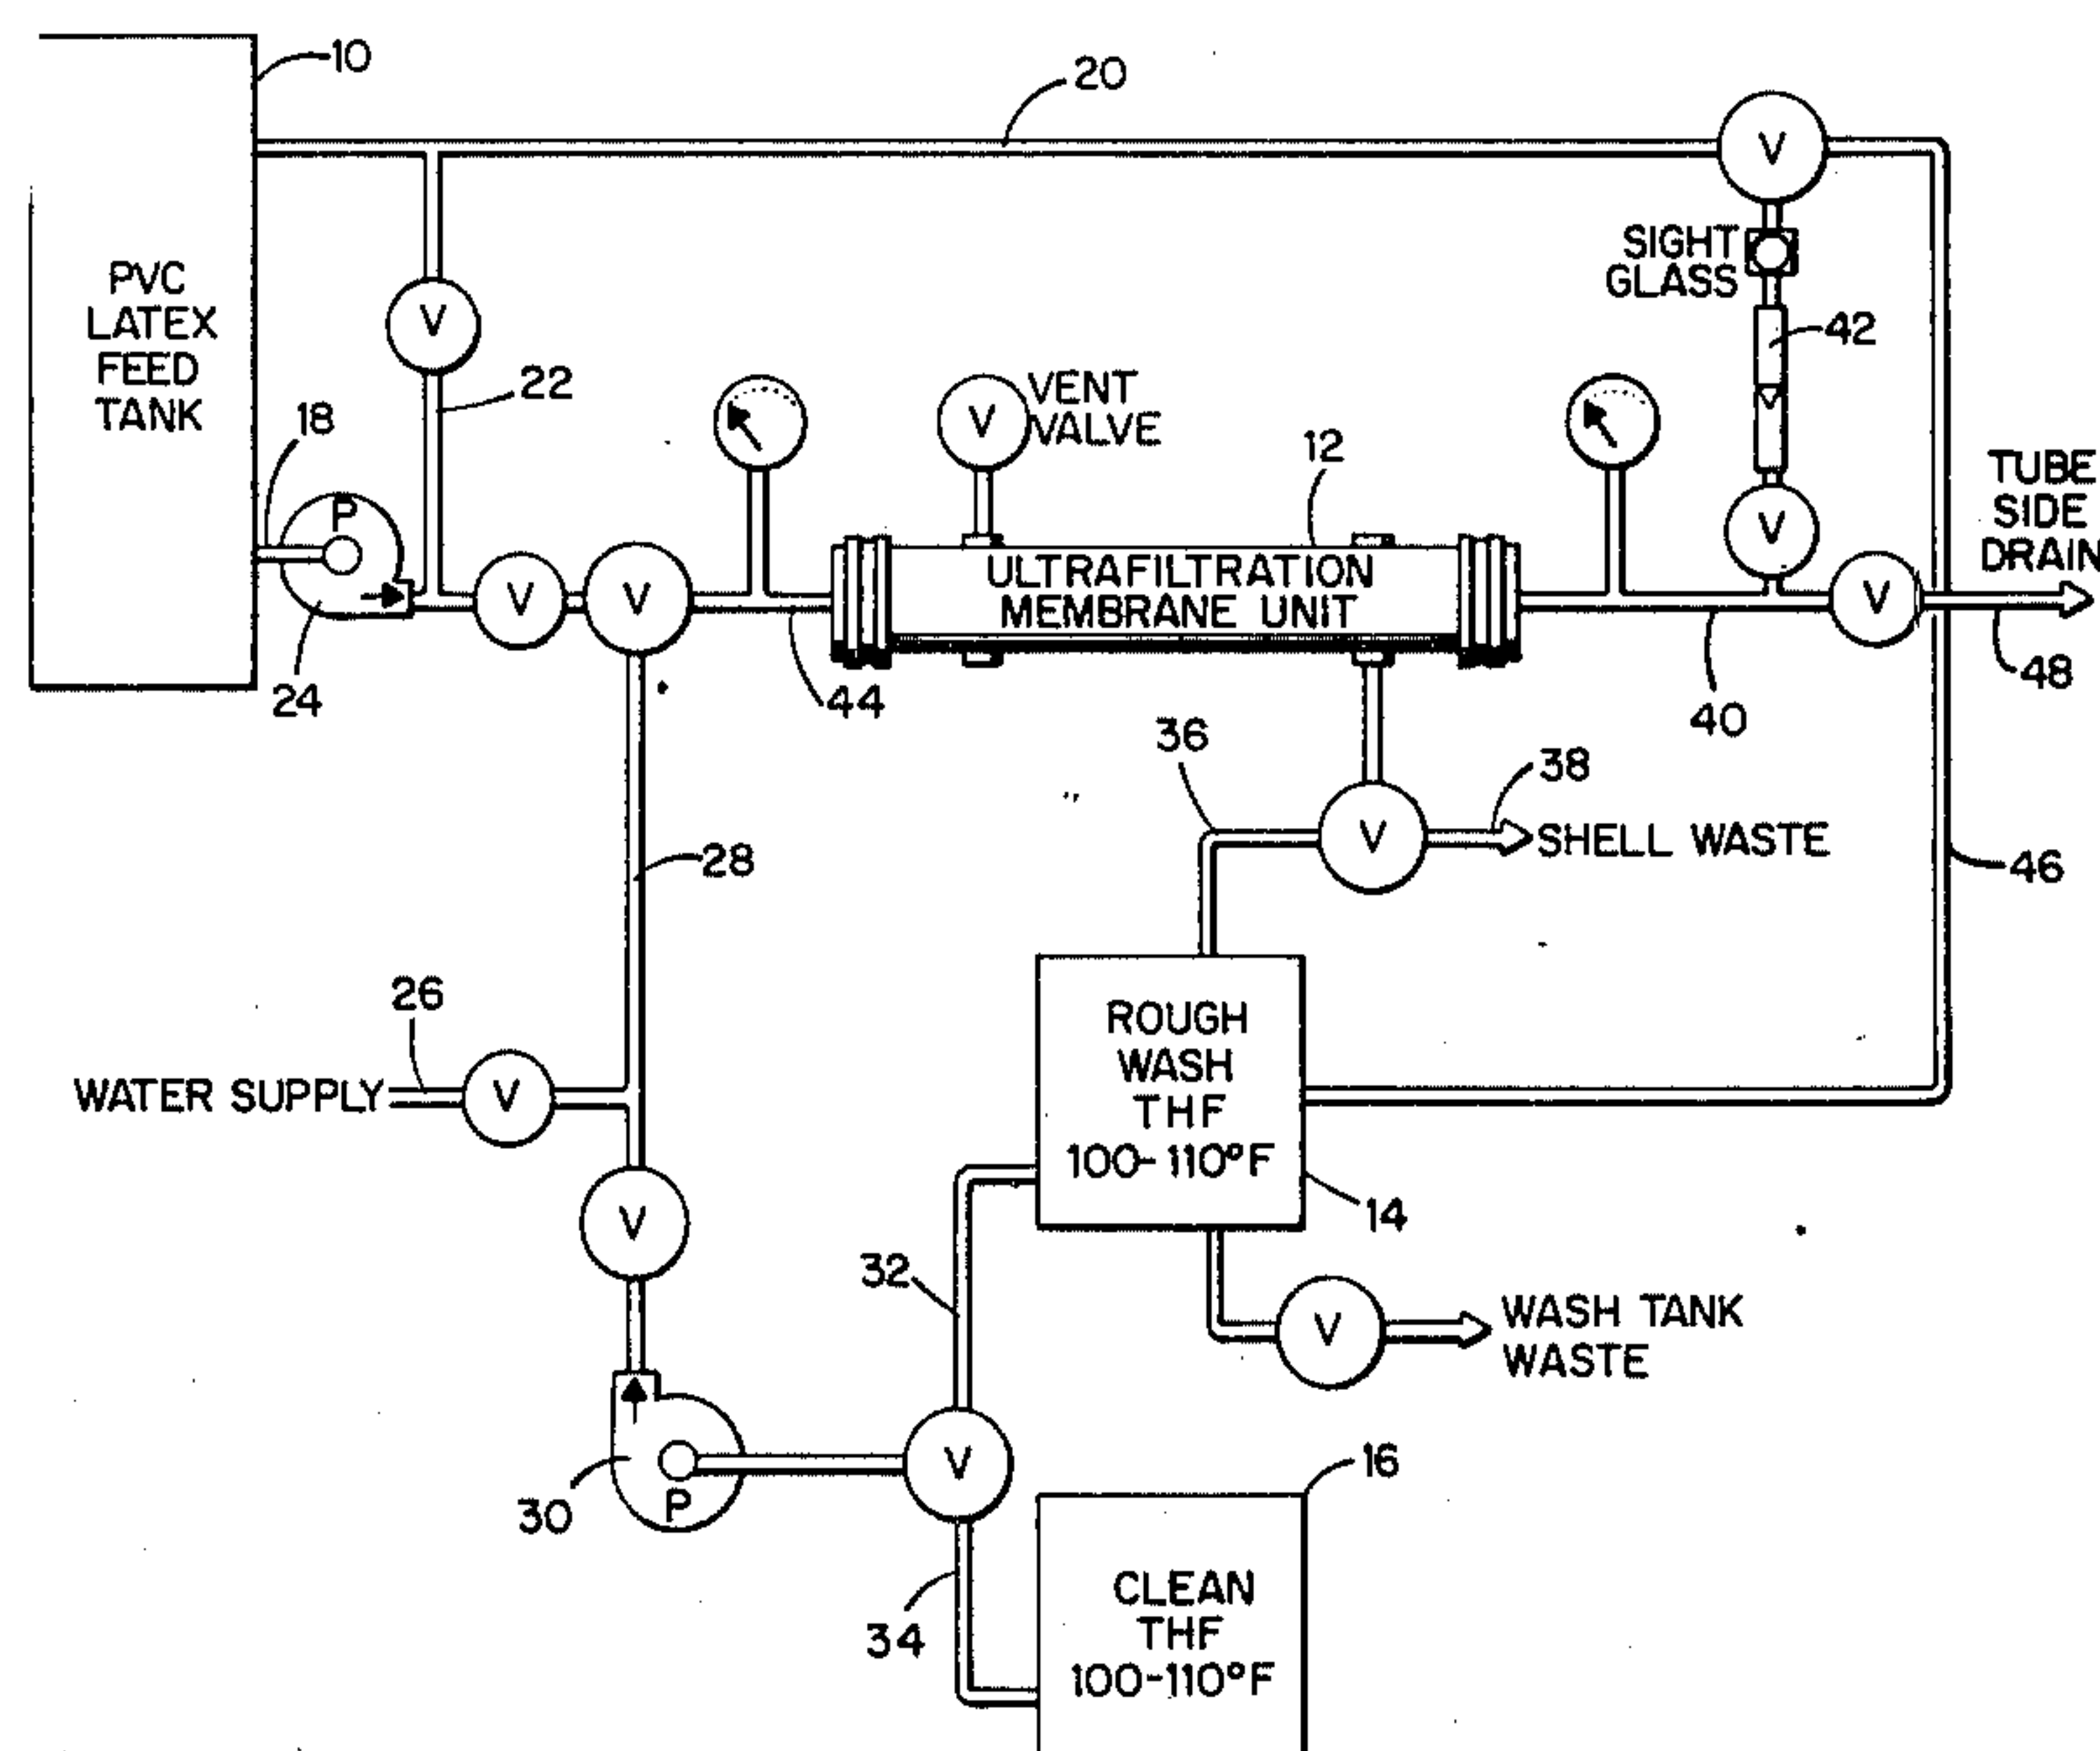 10
20
V
SIGHT
GLASS
PVC
LATEX
FEED
TANK
V
42
22
18
VENT
VALVE
V
12
TUBE
SIDE
DRAIN
P
V
V
V
ULTRAFILTRATION
MEMBRANE UNIT
V
24
44
40
48
36
38
V
SHELL WASTE
28
46
26
ROUGH
WASH
THF
100-110°F
WATER SUPPLY
V
14
V
32
WASH TANK
WASTE
V
16
V
30
P
CLEAN
THF
100-110°F
34